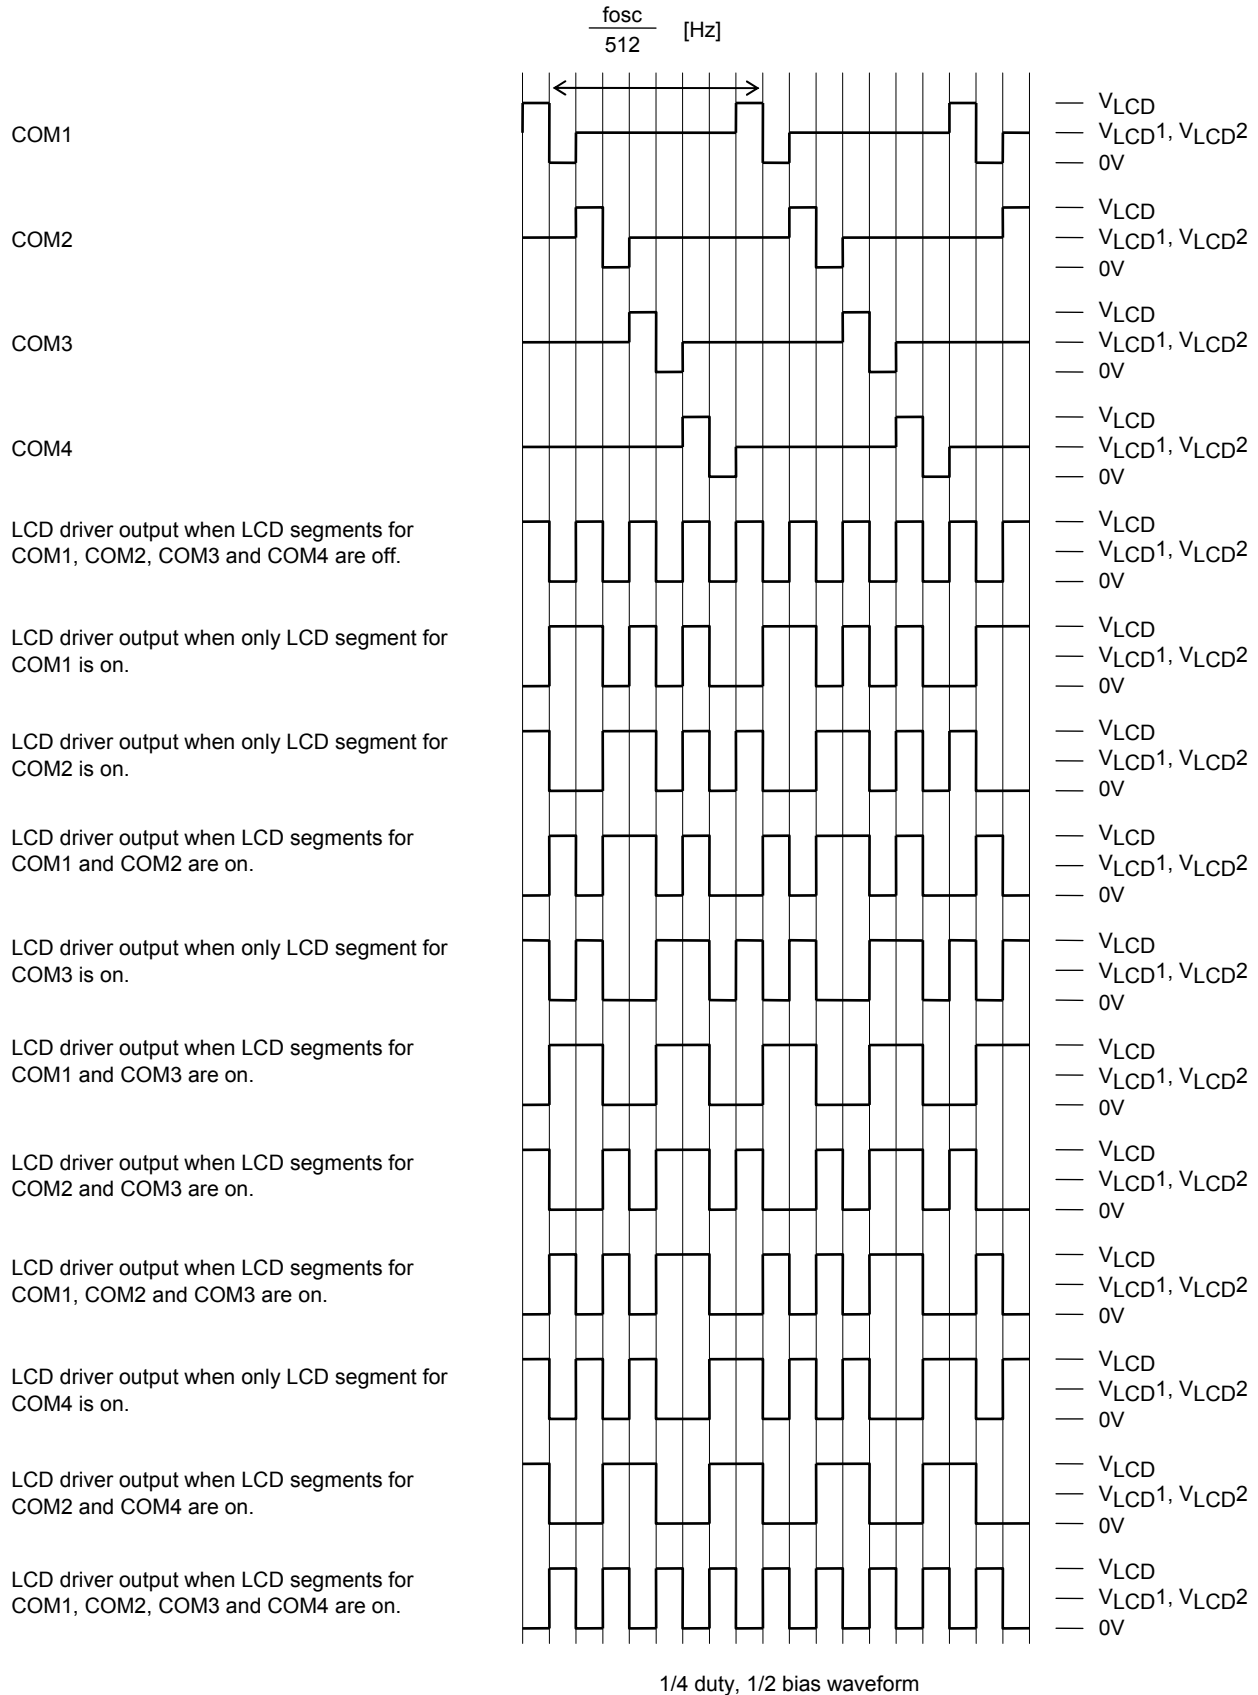 fosc
512
[Hz]
COM1
VLCD
VLCD1, VLCD2
0V
COM2
VLCD
VLCD1, VLCD2
0V
COM3
VLCD
VLCD1, VLCD2
0V
COM4
VLCD
VLCD1, VLCD2
0V
LCD driver output when LCD segments for
COM1, COM2, COM3 and COM4 are off.
VLCD
VLCD1, VLCD2
0V
LCD driver output when only LCD segment for
COM1 is on.
VLCD
VLCD1, VLCD2
0V
LCD driver output when only LCD segment for
COM2 is on.
VLCD
VLCD1, VLCD2
0V
LCD driver output when LCD segments for
COM1 and COM2 are on.
VLCD
VLCD1, VLCD2
0V
LCD driver output when only LCD segment for
COM3 is on.
VLCD
VLCD1, VLCD2
0V
LCD driver output when LCD segments for
COM1 and COM3 are on.
VLCD
VLCD1, VLCD2
0V
LCD driver output when LCD segments for
COM2 and COM3 are on.
VLCD
VLCD1, VLCD2
0V
LCD driver output when LCD segments for
COM1, COM2 and COM3 are on.
VLCD
VLCD1, VLCD2
0V
LCD driver output when only LCD segment for
COM4 is on.
VLCD
VLCD1, VLCD2
0V
LCD driver output when LCD segments for
COM2 and COM4 are on.
VLCD
VLCD1, VLCD2
0V
LCD driver output when LCD segments for
COM1, COM2, COM3 and COM4 are on.
VLCD
VLCD1, VLCD2
0V
1/4 duty, 1/2 bias waveform